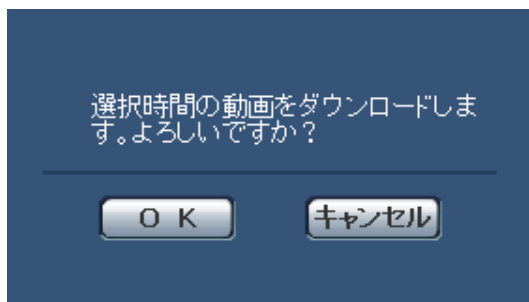 選択時間の動画をダウンロードしま
す。よろしいですか？
ＯＫ
キャンセル